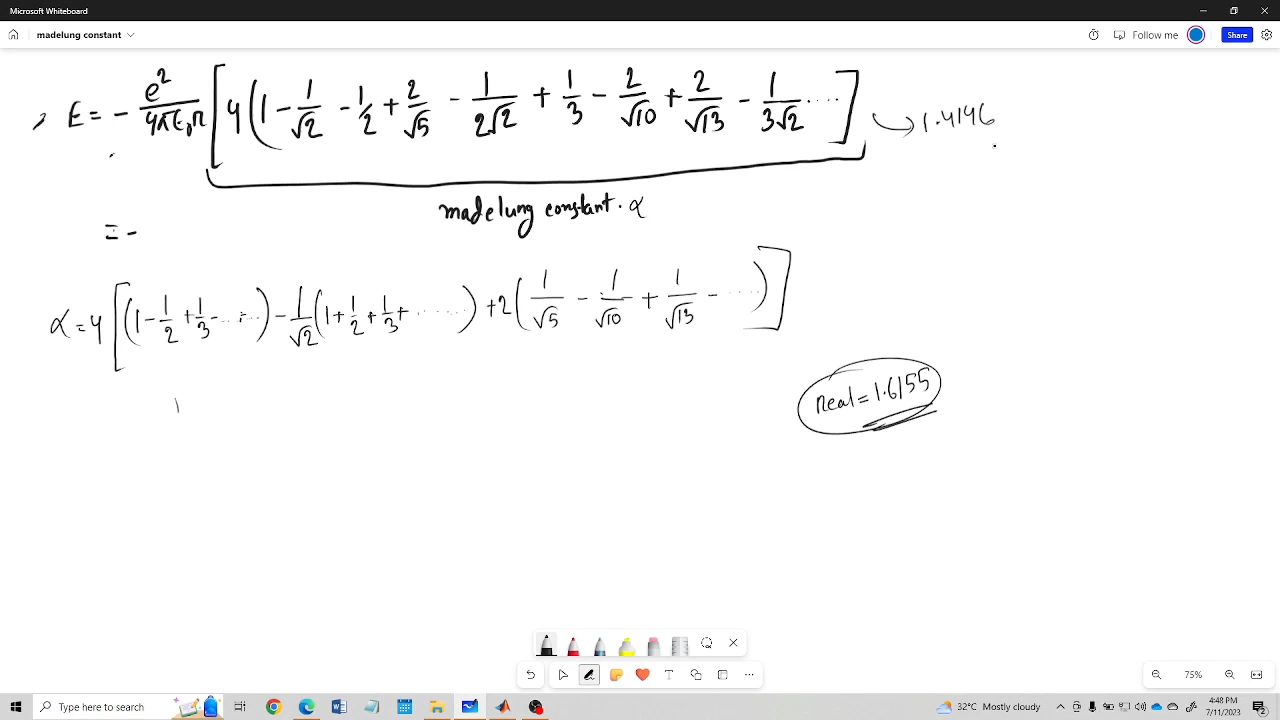 Microsoft Whiteboard
madelung constant
Follow me
Share
E = - e²/4πε₀r [ 4 ( 1 - 1/√2 - 1/2 + 2/√5 - 1/2√2 + 1/3 - 2/√10 + 2/√13 - 1/3√2 .... ] → 1.4146
madelung constant. α
= -
α = 4 [ ( 1 - 1/2 + 1/3 - ..... ) - 1/√2 ( 1 + 1/2 + 1/3 + ...... ) + 2 ( 1/√5 - 1/√10 + 1/√13 - .... ) ]
real = 1.6155
75%
Type here to search
32°C Mostly cloudy
4:48 PM
7/11/2023